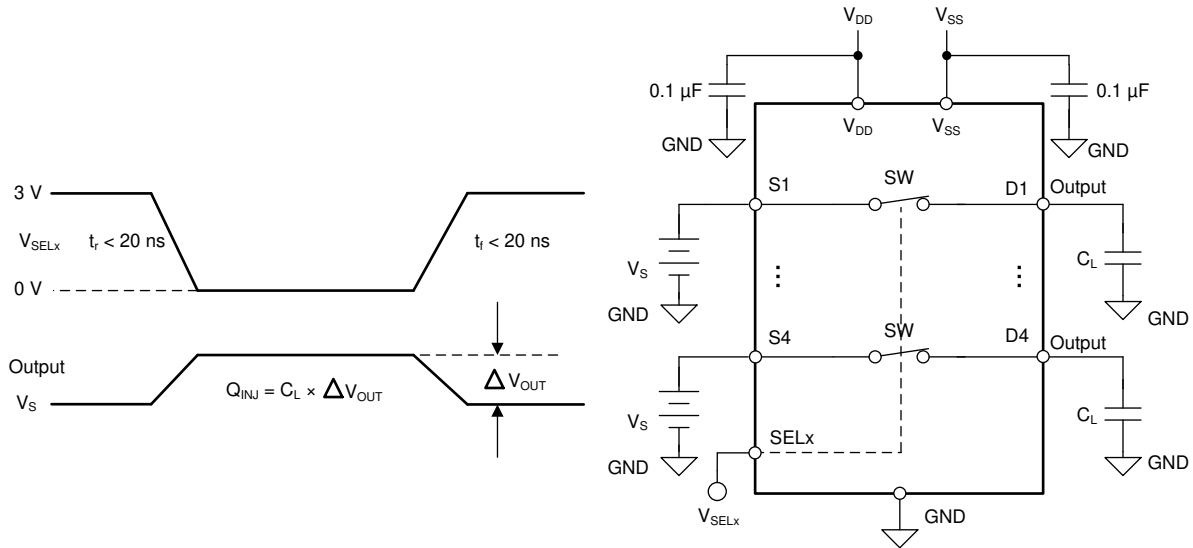 3 V
V_SELx
t_r < 20 ns
t_f < 20 ns
0 V
Output
V_S
Q_INJ = C_L × Δ V_OUT
Δ V_OUT
V_DD
V_SS
0.1 µF
0.1 µF
V_DD
V_SS
GND
GND
S1
SW
D1
Output
V_S
...
...
C_L
GND
GND
S4
SW
D4
Output
V_S
C_L
SELx
GND
GND
V_SELx
GND